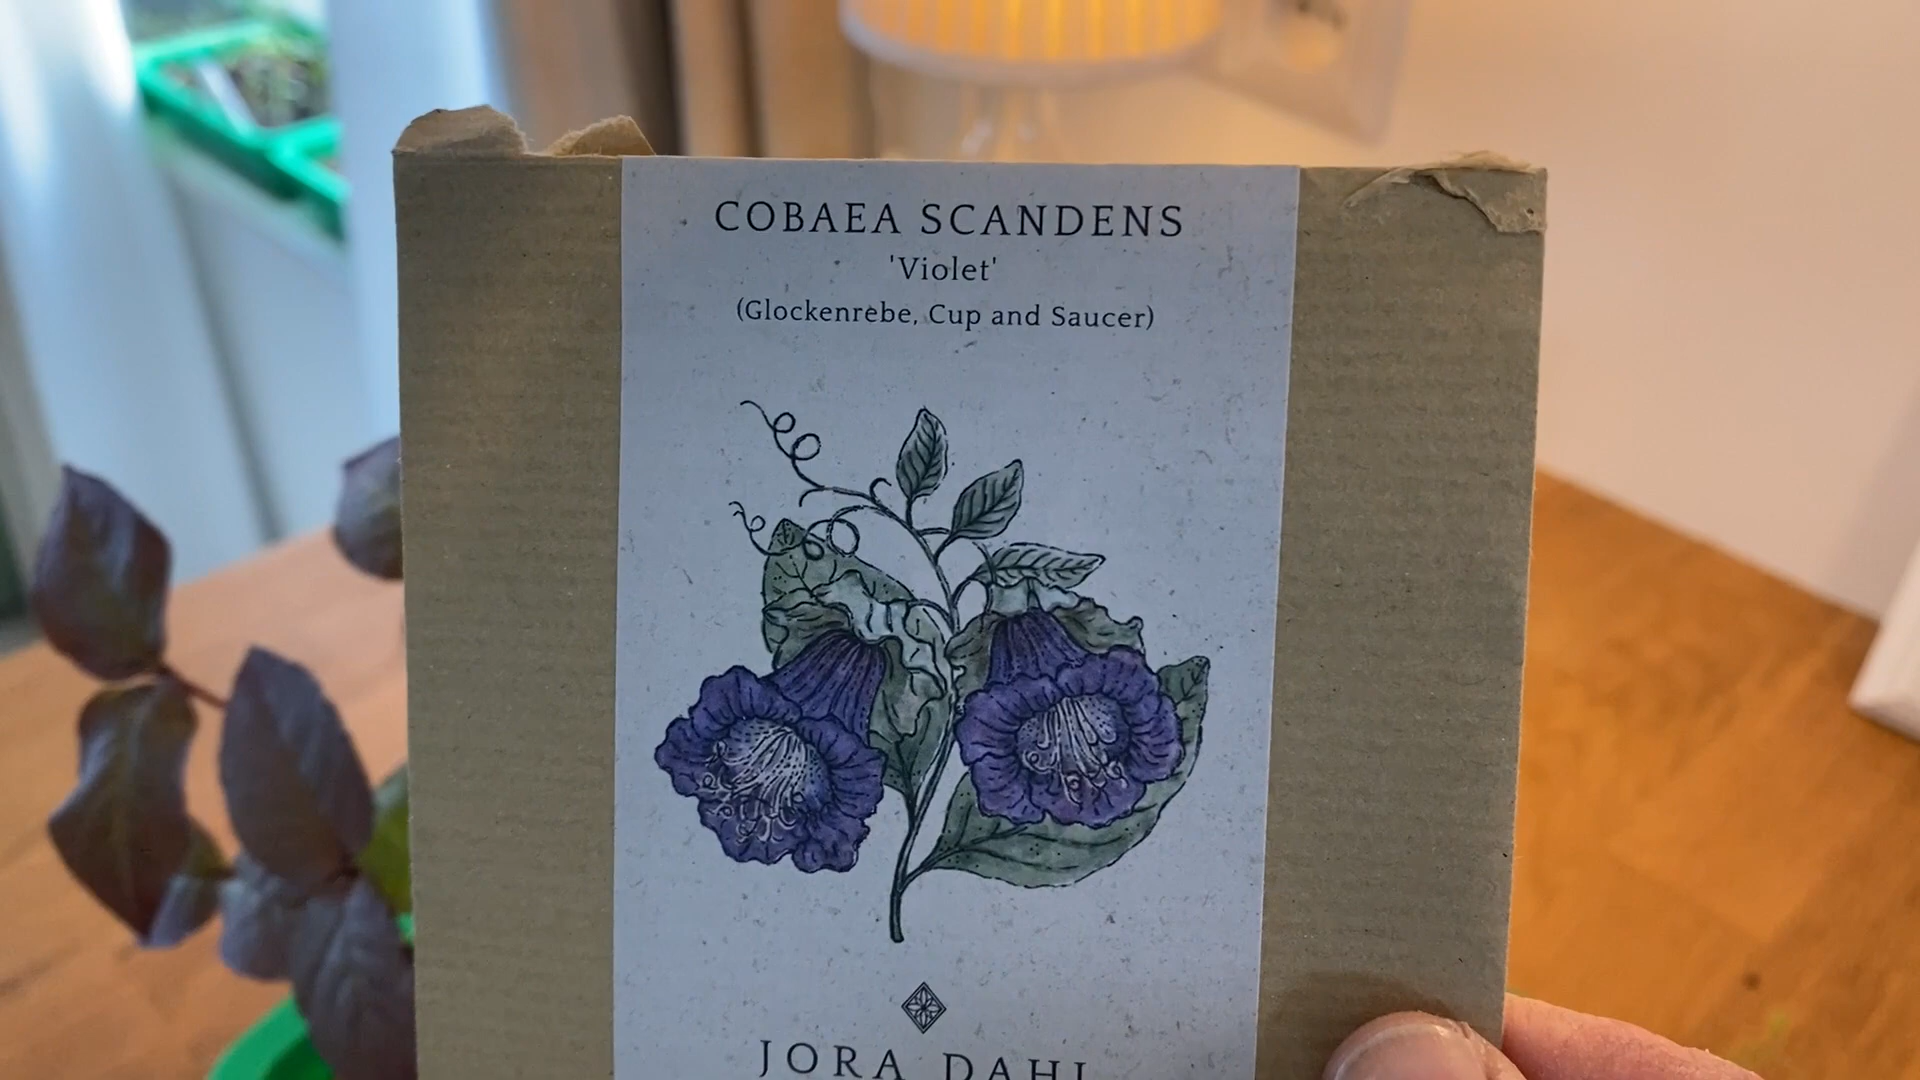 COBAEA SCANDENS
'Violet'
(Glockenrebe, Cup and Saucer)
JORA DAHL